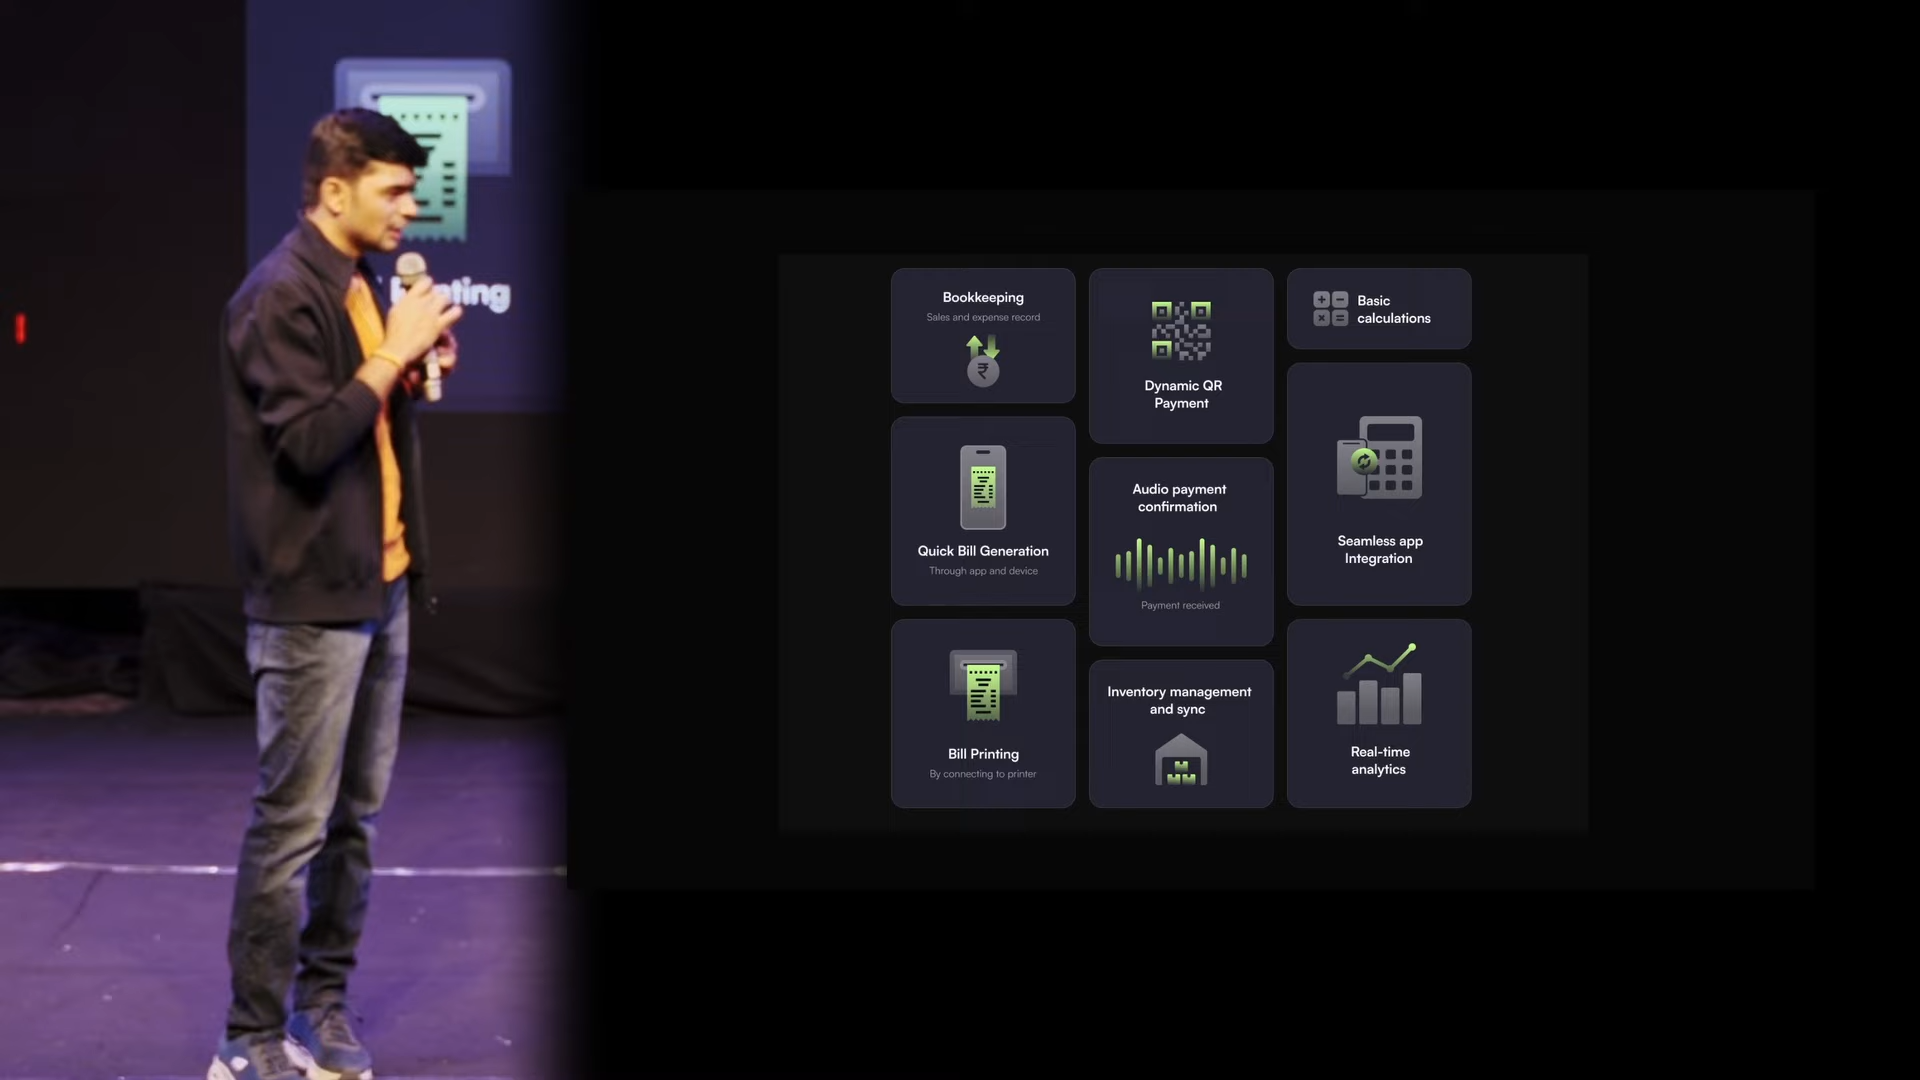 Bookkeeping
Sales and expense record
₹
Quick Bill Generation
Through app and device
Bill Printing
By connecting to printer
Dynamic QR
Payment
Audio payment
confirmation
Payment received
Inventory management
and sync
Basic
calculations
Seamless app
Integration
Real-time
analytics